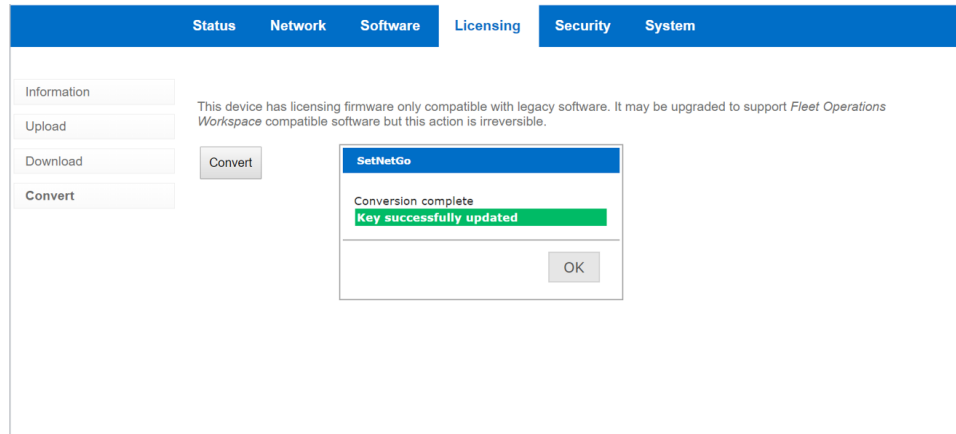 Status Network Software Licensing Security System
Information
Upload
Download
Convert
This device has licensing firmware only compatible with legacy software. It may be upgraded to support Fleet Operations
Workspace compatible software but this action is irreversible.
Convert
SetNetGo
Conversion complete
Key successfully updated
OK